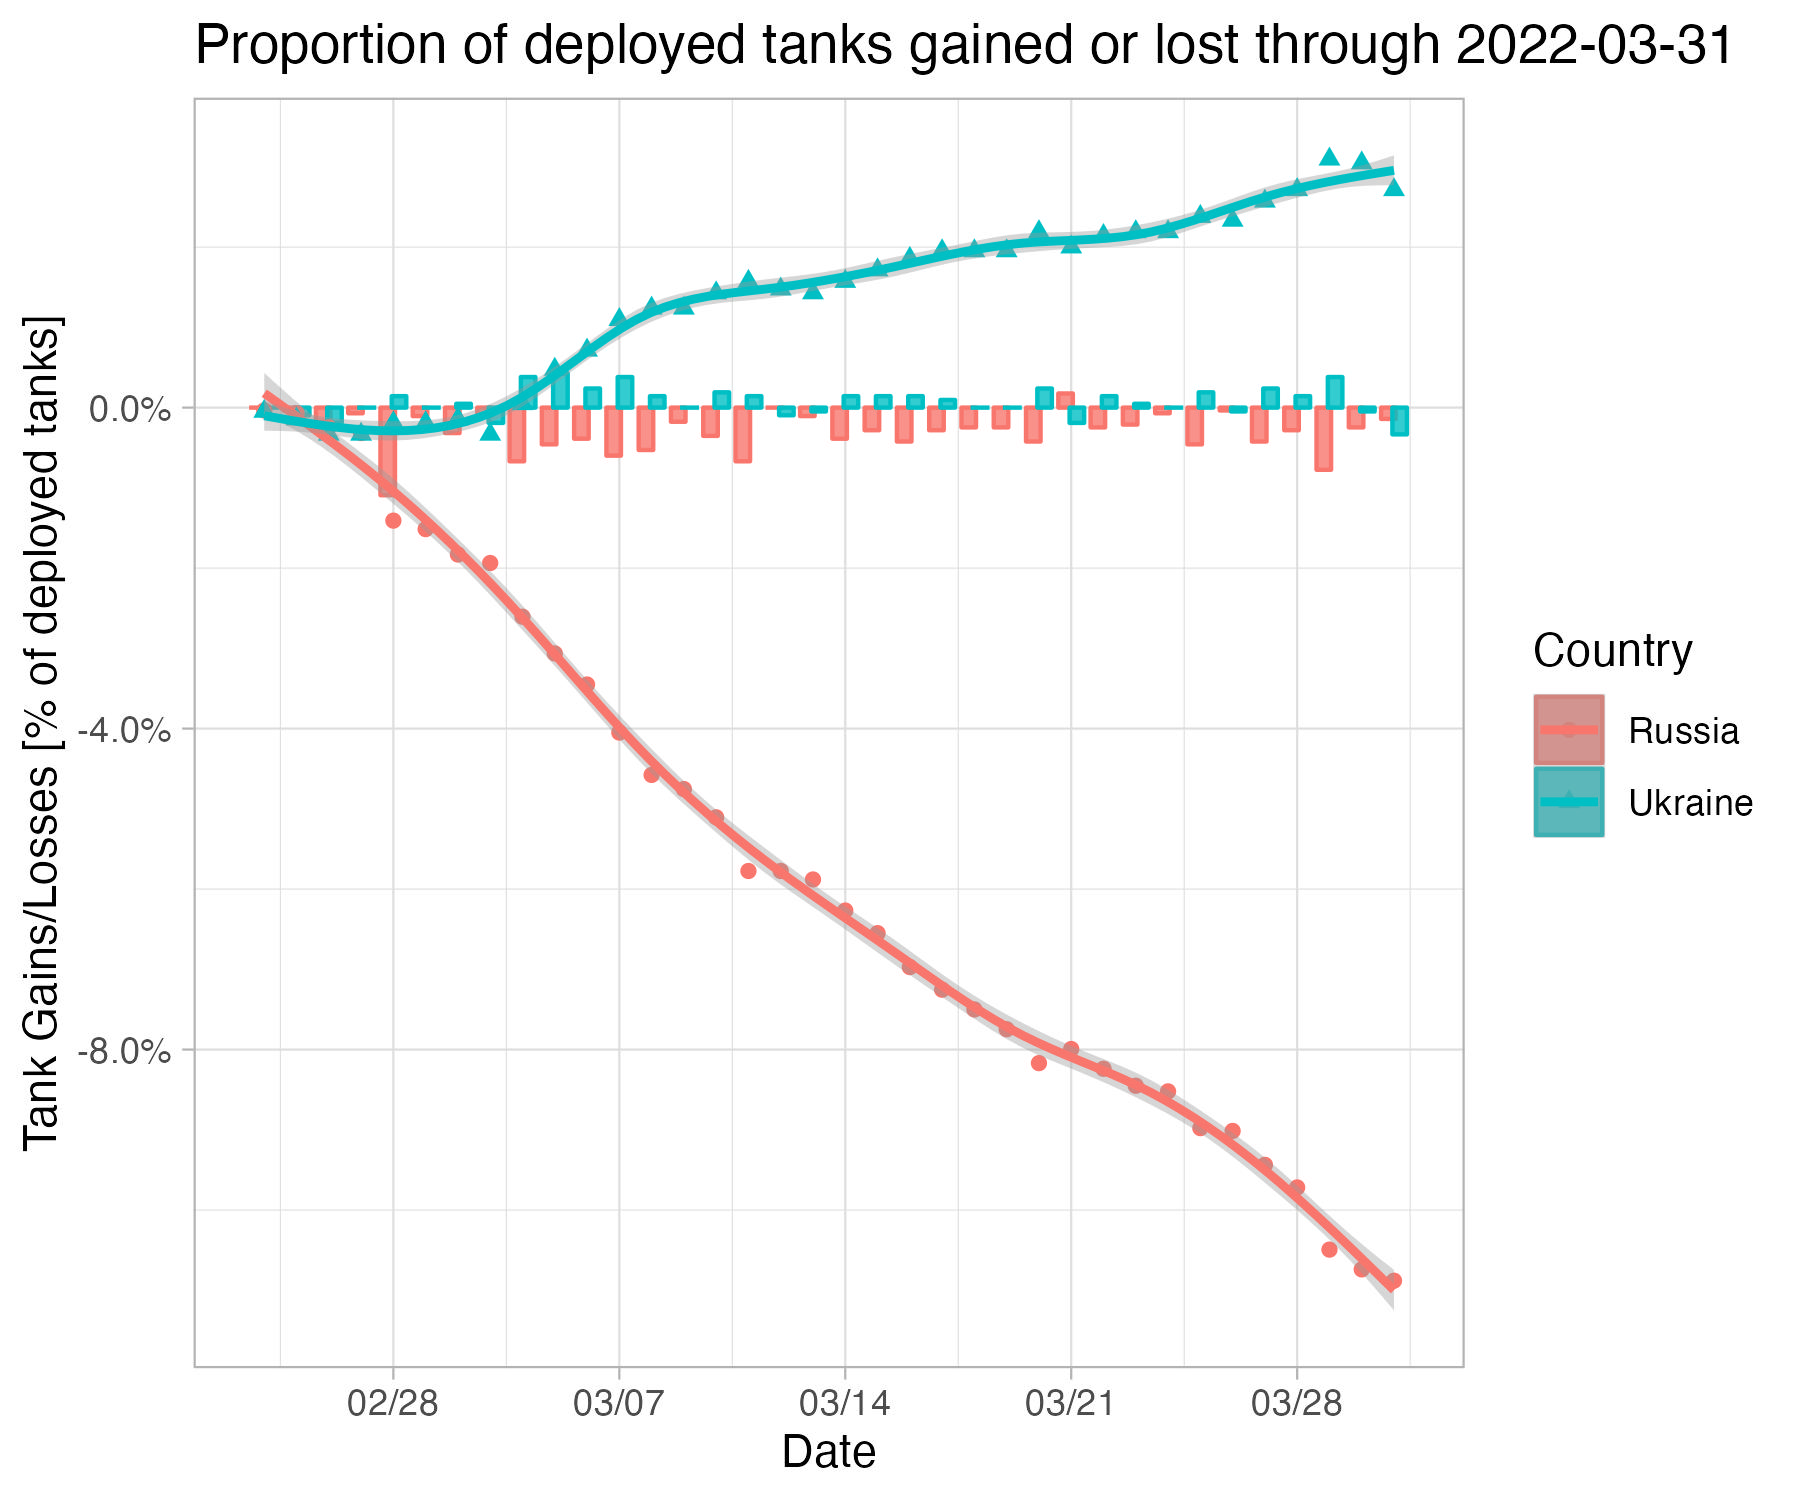 Proportion of deployed tanks gained or lost through 2022-03-31
Tank Gains/Losses [% of deployed tanks]
0.0%
-4.0%
-8.0%
02/28
03/07
03/14
03/21
03/28
Date
Country
Russia
Ukraine